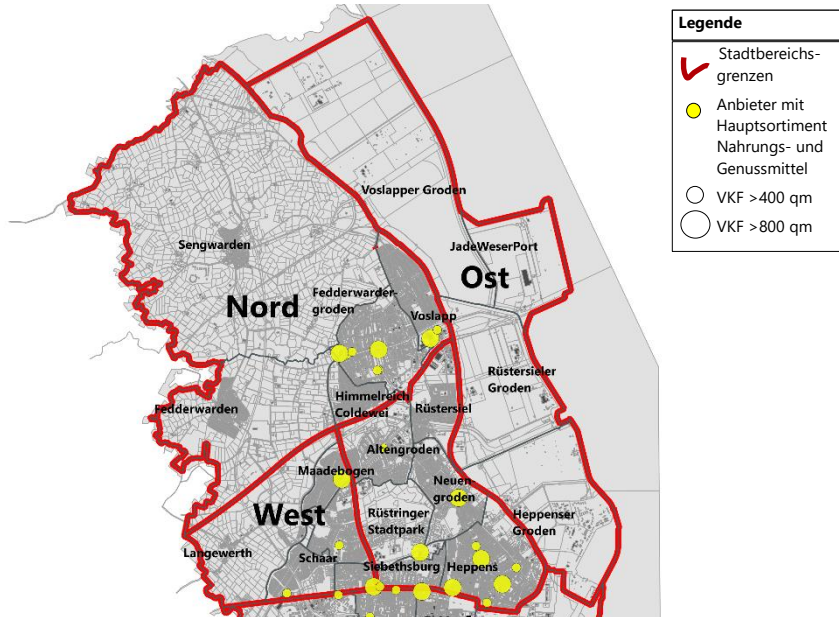 Legende
Stadtbereichs-
grenzen
Anbieter mit
Hauptsortiment
Nahrungs- und
Genussmittel
VKF >400 qm
VKF >800 qm
Voslapper Groden
Sengwarden
JadeWeserPort
Ost
Nord
Fedderwarder-
groden
Voslapp
Rüstersieler
Groden
Himmelreich
Coldewei
Rüstersiel
Fedderwarden
Altengroden
Maadebogen
Neuen-
groden
West
Rüstringer
Stadtpark
Heppenser
Groden
Langewerth
Schaar
Siebethsburg
Heppens